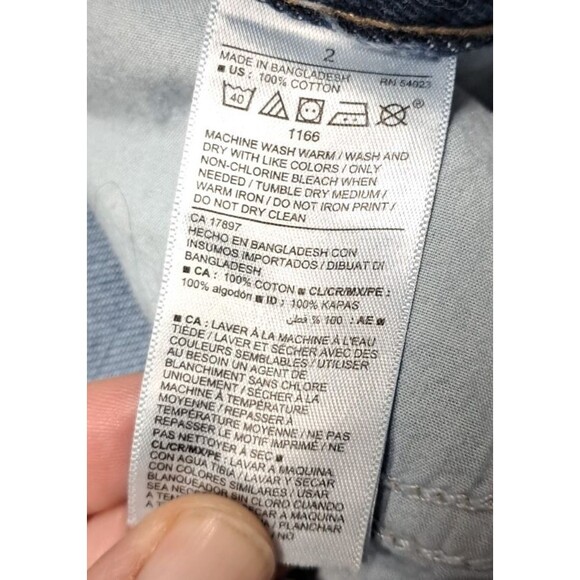 2
MADE IN BANGLADESH RN 54023
■ US : 100% COTTON
40
1166
MACHINE WASH WARM / WASH AND
DRY WITH LIKE COLORS / ONLY
NON-CHLORINE BLEACH WHEN
NEEDED / TUMBLE DRY MEDIUM /
WARM IRON / DO NOT IRON PRINT /
DO NOT DRY CLEAN
CA 17897
HECHO EN BANGLADESH CON
INSUMOS IMPORTADOS / DIBUAT DI
BANGLADESH
■ CA : 100% COTON ■ CL/CR/MX/PE :
100% algodón ■ ID : 100% KAPAS
■ AE : 100 % قطن
■ CA : LAVER À LA MACHINE À L'EAU
TIÈDE / LAVER ET SÉCHER AVEC DES
COULEURS SEMBLABLES / UTILISER
AU BESOIN UN AGENT DE
BLANCHIMENT SANS CHLORE
UNIQUEMENT / SÉCHER À LA
MACHINE À TEMPÉRATURE
MOYENNE / REPASSER À
TEMPÉRATURE MOYENNE / NE
REPASSER LE MOTIF IMPRIMÉ / NE
PAS NETTOYER À SEC ■
CL/CR/MX/PE : LAVAR A MAQUINA
CON AGUA TIBIA / LAVAR Y SECAR
CON COLORES SIMILARES / USAR
BLANQUEADOR SIN CLORO CUANDO
SEA NECESARIO A
A / PLANCHAR